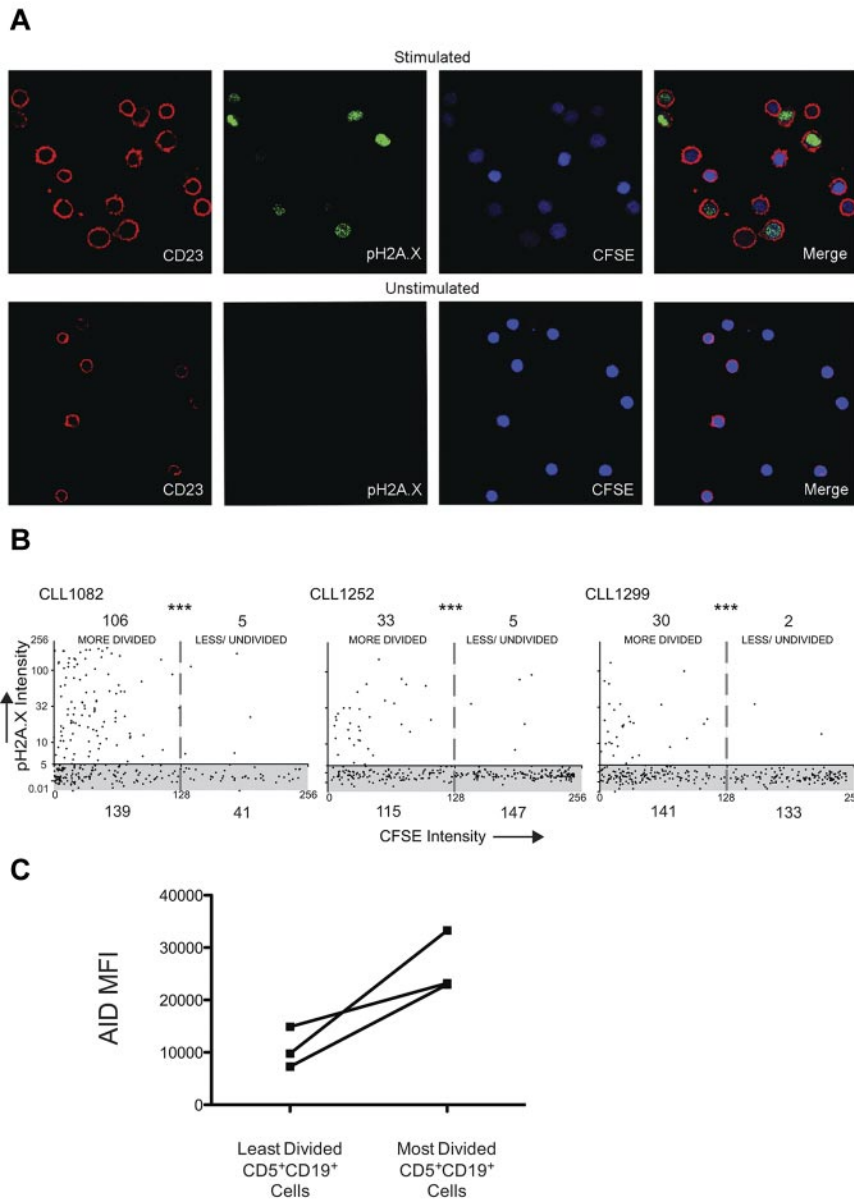 A
Stimulated
CD23
pH2A.X
CFSE
Merge
Unstimulated
CD23
pH2A.X
CFSE
Merge
B
CLL1082
***
106
5
MORE DIVIDED
LESS/ UNDIVIDED
CLL1252
***
33
5
MORE DIVIDED
LESS/ UNDIVIDED
CLL1299
***
30
2
MORE DIVIDED
LESS/ UNDIVIDED
pH2A.X Intensity
256
100
32
10
5
0.01
0
128
256
139
41
0
128
256
115
147
0
128
25
141
133
CFSE Intensity
C
AID MFI
40000
30000
20000
10000
0
Least Divided
CD5+CD19+
Cells
Most Divided
CD5+CD19+
Cells